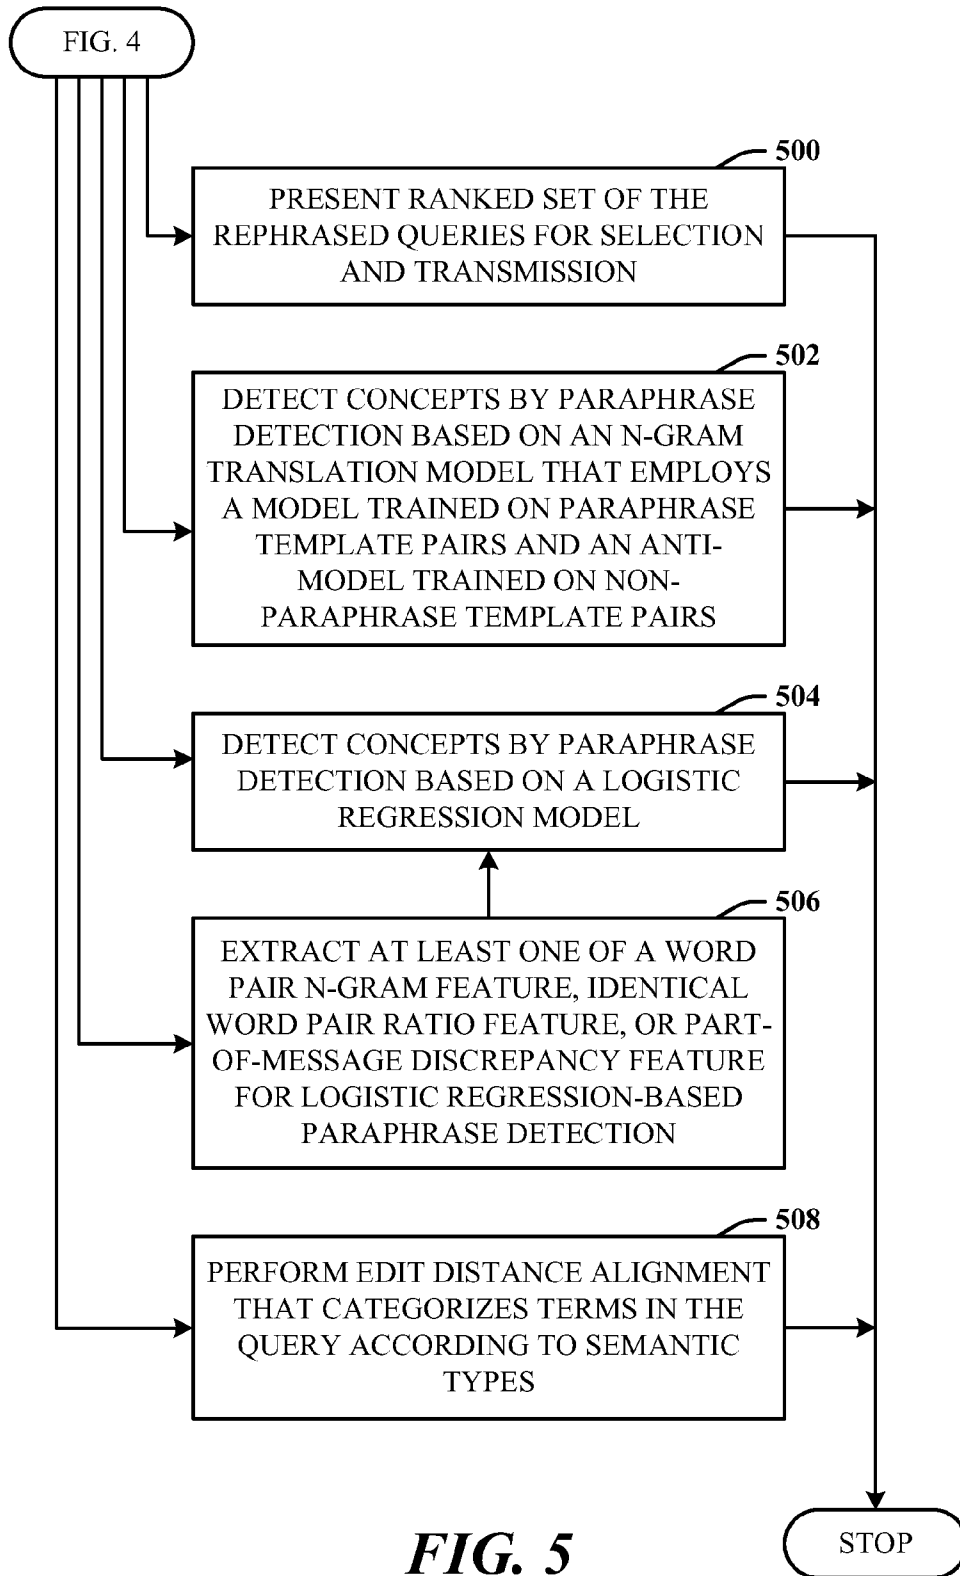 FIG. 4
500
PRESENT RANKED SET OF THE
REPHRASED QUERIES FOR SELECTION
AND TRANSMISSION
502
DETECT CONCEPTS BY PARAPHRASE
DETECTION BASED ON AN N-GRAM
TRANSLATION MODEL THAT EMPLOYS
A MODEL TRAINED ON PARAPHRASE
TEMPLATE PAIRS AND AN ANTI-
MODEL TRAINED ON NON-
PARAPHRASE TEMPLATE PAIRS
504
DETECT CONCEPTS BY PARAPHRASE
DETECTION BASED ON A LOGISTIC
REGRESSION MODEL
506
EXTRACT AT LEAST ONE OF A WORD
PAIR N-GRAM FEATURE, IDENTICAL
WORD PAIR RATIO FEATURE, OR PART-
OF-MESSAGE DISCREPANCY FEATURE
FOR LOGISTIC REGRESSION-BASED
PARAPHRASE DETECTION
508
PERFORM EDIT DISTANCE ALIGNMENT
THAT CATEGORIZES TERMS IN THE
QUERY ACCORDING TO SEMANTIC
TYPES
STOP
FIG. 5